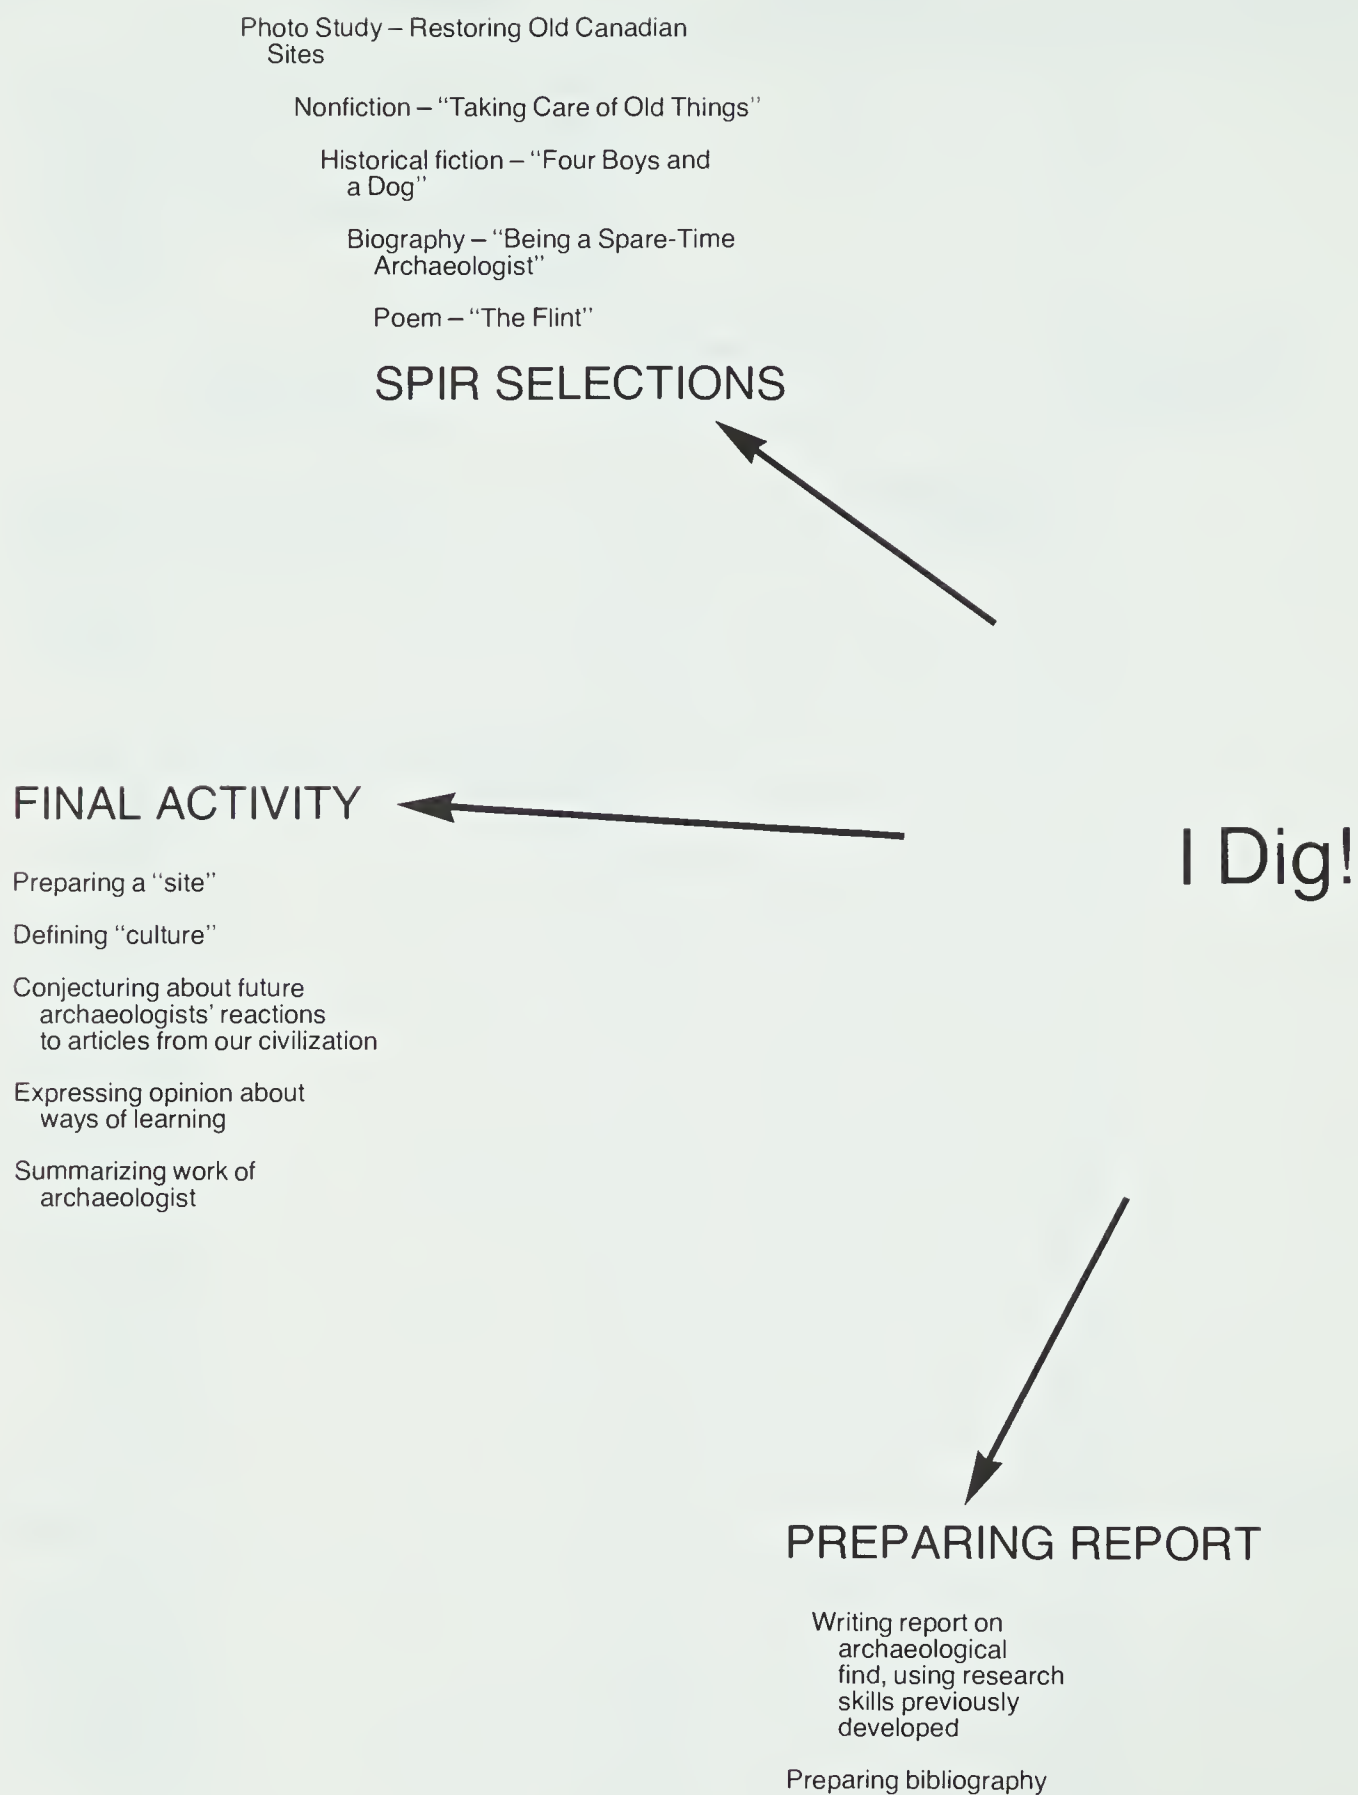 Photo Study – Restoring Old Canadian
Sites
Nonfiction – “Taking Care of Old Things”
Historical fiction – “Four Boys and
a Dog”
Biography – “Being a Spare-Time
Archaeologist”
Poem – “The Flint”
SPIR SELECTIONS
FINAL ACTIVITY
Preparing a “site”
Defining “culture”
Conjecturing about future
archaeologists’ reactions
to articles from our civilization
Expressing opinion about
ways of learning
Summarizing work of
archaeologist
I Dig!
PREPARING REPORT
Writing report on
archaeological
find, using research
skills previously
developed
Preparing bibliography